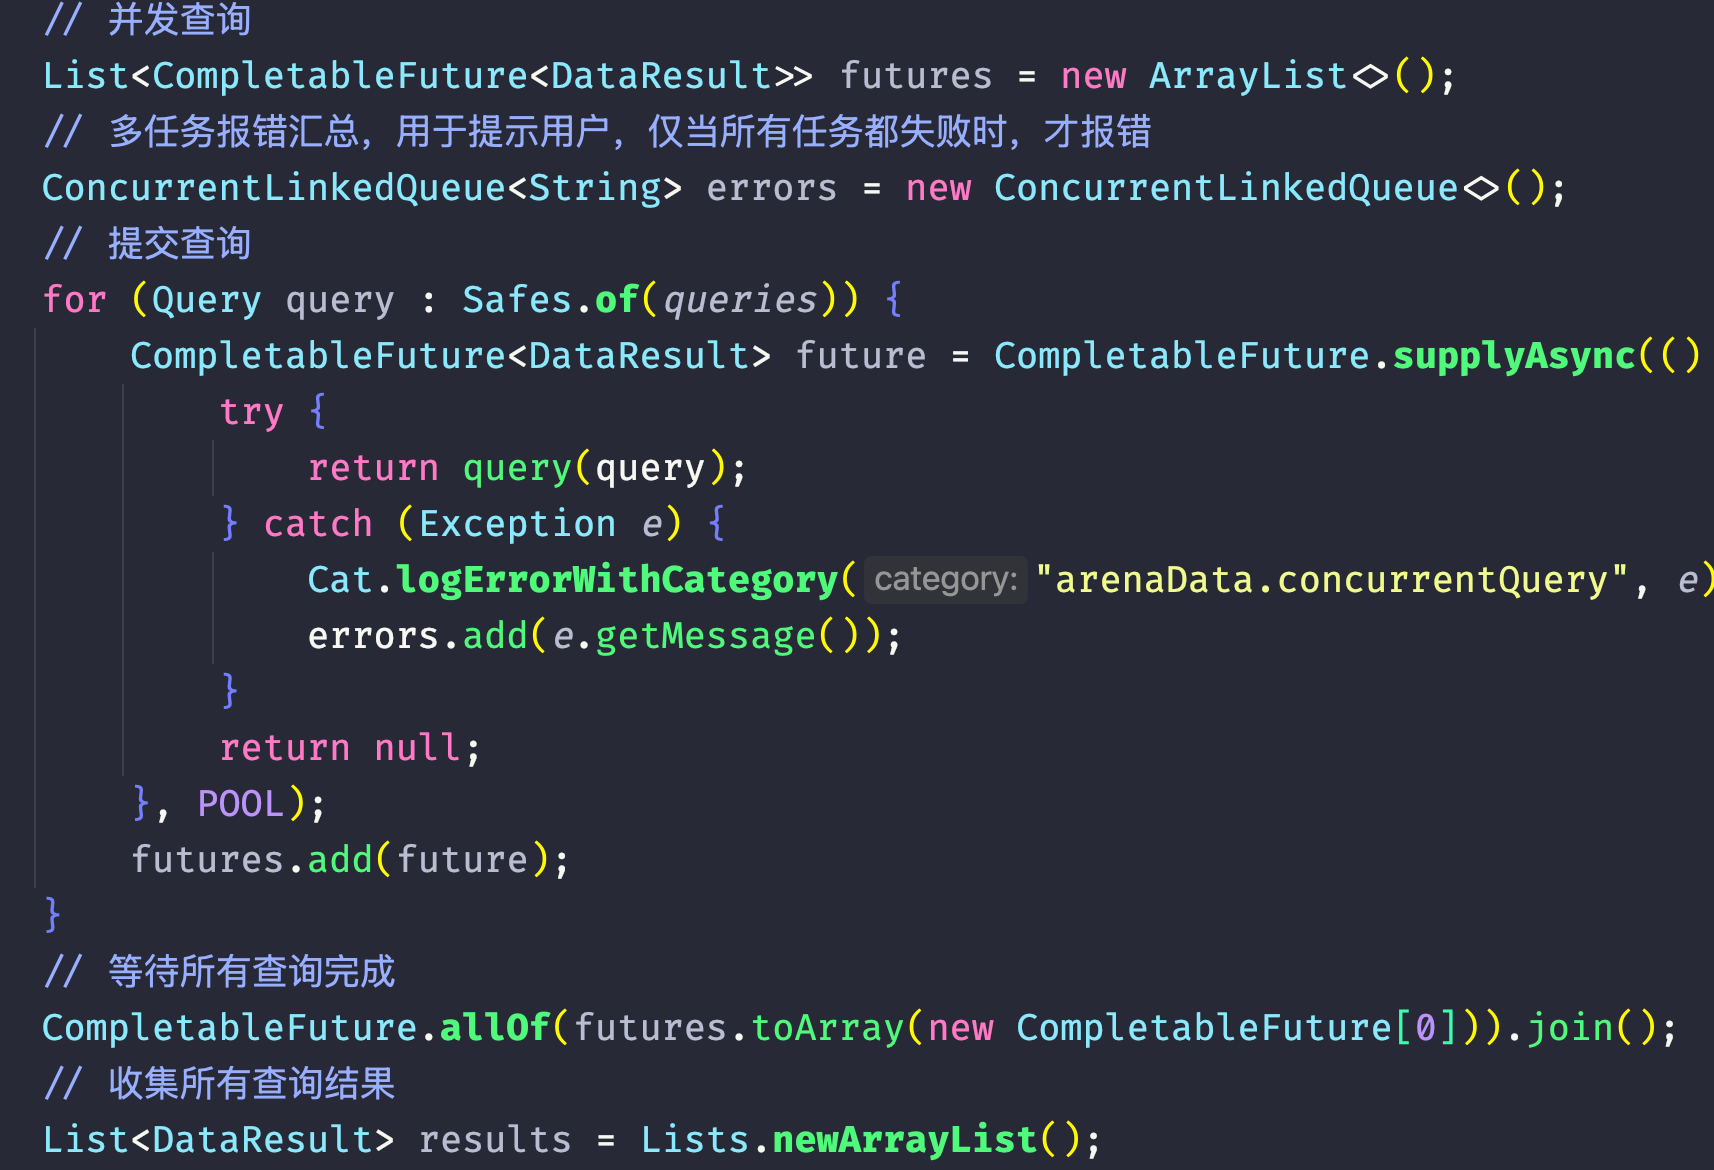 // 并发查询
List<CompletableFuture<DataResult>> futures = new ArrayList<>();
// 多任务报错汇总，用于提示用户，仅当所有任务都失败时，才报错
ConcurrentLinkedQueue<String> errors = new ConcurrentLinkedQueue<>();
// 提交查询
for (Query query : Safes.of(queries)) {
    CompletableFuture<DataResult> future = CompletableFuture.supplyAsync(()
        try {
            return query(query);
        } catch (Exception e) {
            Cat.logErrorWithCategory( category: "arenaData.concurrentQuery", e)
            errors.add(e.getMessage());
        }
        return null;
    }, POOL);
    futures.add(future);
}
// 等待所有查询完成
CompletableFuture.allOf(futures.toArray(new CompletableFuture[0])).join();
// 收集所有查询结果
List<DataResult> results = Lists.newArrayList();